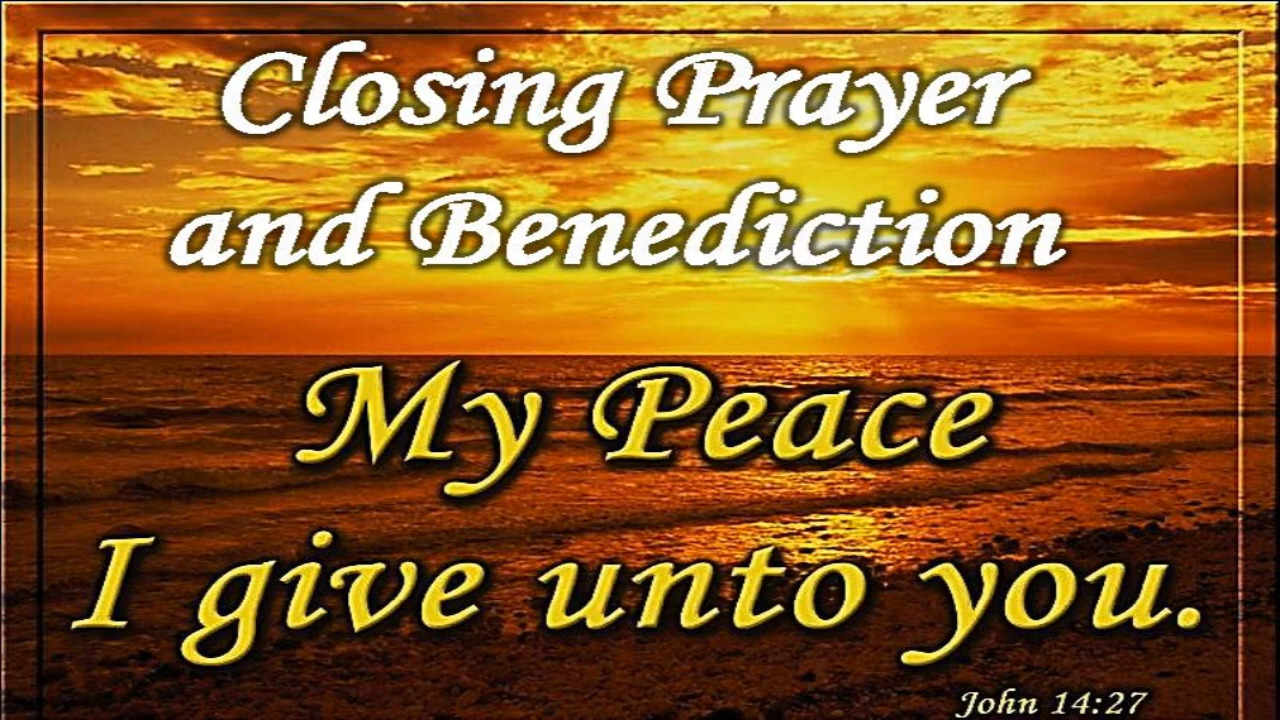 Closing Prayer
and Benediction
My Peace
I give unto you.
John 14:27